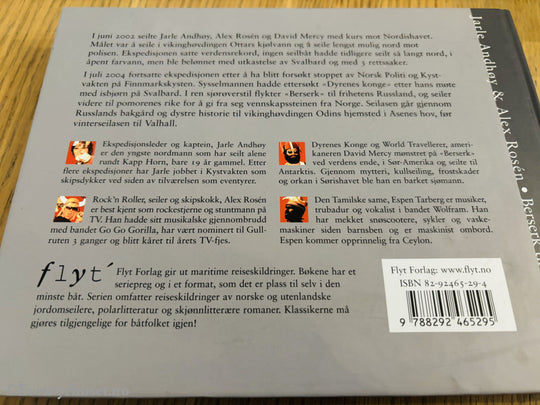 I juni 2002 seilte Jarle Andhøy, Alex Rosén og David Mercy med kurs mot Nordishavet.
Målet var å seile i vikinghøvdingen Ottars kjølvann og å seile lengst mulig nord mot
polisen. Ekspedisjonen satte verdensrekord, ingen seilbåt hadde tidligere seilt så langt nord, i
åpent farvann, men ble belønnet med utkastelse av Svalbard og med 3 rettssaker.
I juli 2004 fortsatte ekspedisjonen etter å ha blitt forsøkt stoppet av Norsk Politi og Kyst-
vakten på Finnmarkskysten. Sysselmannen hadde ettersøkt «Dyrenes konge» etter hans møte
med isbjørn på Svalbard. I ren sjørøverstil flykter «Berserk» til frihetens Russland, og seiler
videre til pomorenes rike for å gi fra seg vennskapssteinen fra Norge. Seilasen går gjennom
Russlands bakgård og dystre historie til vikinghøvdingen Odins hjemsted i Asenes hov, før
vinterseilasen til Valhall.
Ekspedisjonsleder og kaptein, Jarle Andhøy
er den yngste nordmann som har seilt alene
rundt Kapp Horn, bare 19 år gammel. Etter
flere ekspedisjoner har Jarle jobbet i Kystvakten som
skipsdykker ved siden av tilværelsen som eventyrer.
Dyrenes Konge og World Travellerer, ameri-
kaneren David Mercy mønstret på «Berserk»
ved verdens ende, i Sør-Amerika og seilte til
Antarktis. Gjennom mytteri, kullseiling, frostskader
og orkan i Sørishavet ble han en barket sjømann.
Rock'n Roller, seiler og skipskokk, Alex Rosén
er best kjent som rockestjerne og stuntmann på
TV. Han hadde sitt musikalske gjennombrudd
med bandet Go Go Gorilla, har vært nominert til Gull-
ruten 3 ganger og blitt kåret til årets TV-fjes.
Den Tamilske same, Espen Tarberg er musiker,
trubadur og vokalist i bandet Wolfram. Han
har mekket snøscootere, sykler og vaske-
maskiner siden barnsben og er maskinist ombord.
Espen kommer opprinnelig fra Ceylon.
flyt´
Flyt Forlag gir ut maritime reiseskildringer. Bøkene har et
seriepreg og i et format, som det er plass til selv i den
minste båt. Serien omfatter reiseskildringer av norske og utenlandske
jordomseilere, polarlitteratur og skjønnlitterære romaner. Klassikerne må
gjøres tilgjengelige for båtfolket igjen!
Flyt Forlag: www.flyt.no
ISBN 82-92465-29-4
9 788292 465295
Jarle Andhøy & Alex Rosén • Berserk